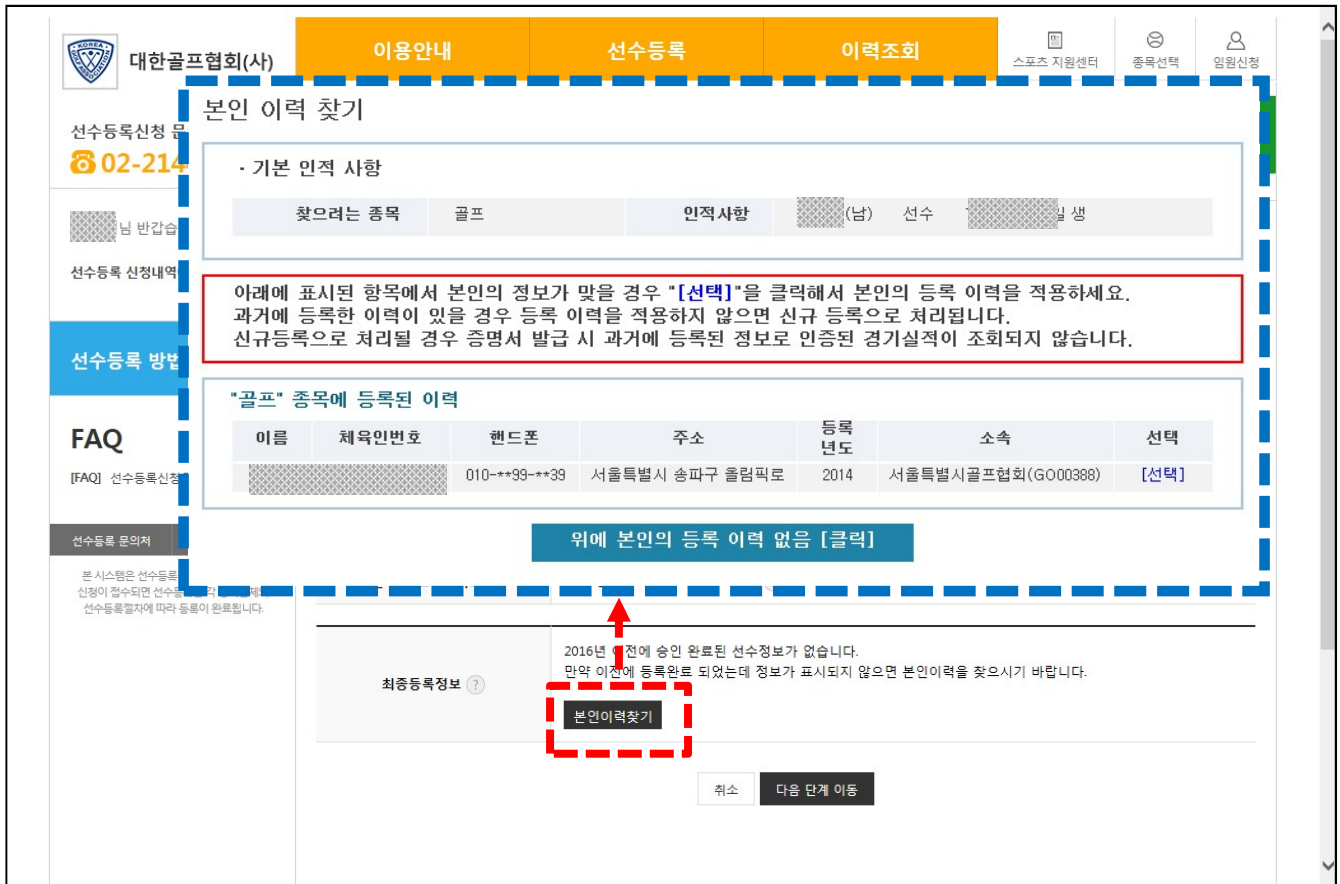 대한골프협회(사)
이용안내
선수등록
이력조회
스포츠 지원센터
종목선택
임원신청
선수등록신청 문
02-214
님 반갑습
선수등록 신청내역
선수등록 방법
FAQ
[FAQ] 선수등록신청
선수등록 문의처
본 시스템은 선수등록
신청이 접수되면 선수등 각
선수등록절차에 따라 등록이 완료됩니다.
본인 이력 찾기
· 기본 인적 사항
찾으려는 종목 골프 인적사항 (남) 선수 일 생
아래에 표시된 항목에서 본인의 정보가 맞을 경우 "[선택]"을 클릭해서 본인의 등록 이력을 적용하세요.
과거에 등록한 이력이 있을 경우 등록 이력을 적용하지 않으면 신규 등록으로 처리됩니다.
신규등록으로 처리될 경우 증명서 발급 시 과거에 등록된 정보로 인증된 경기실적이 조회되지 않습니다.
"골프" 종목에 등록된 이력
이름 체육인번호 핸드폰 주소 등록 년도 소속 선택
010-**99-**39 서울특별시 송파구 올림픽로 2014 서울특별시골프협회(GO00388) [선택]
위에 본인의 등록 이력 없음 [클릭]
최종등록정보 ?
2016년 이전에 승인 완료된 선수정보가 없습니다.
만약 이전에 등록완료 되었는데 정보가 표시되지 않으면 본인이력을 찾으시기 바랍니다.
본인이력찾기
취소
다음 단계 이동